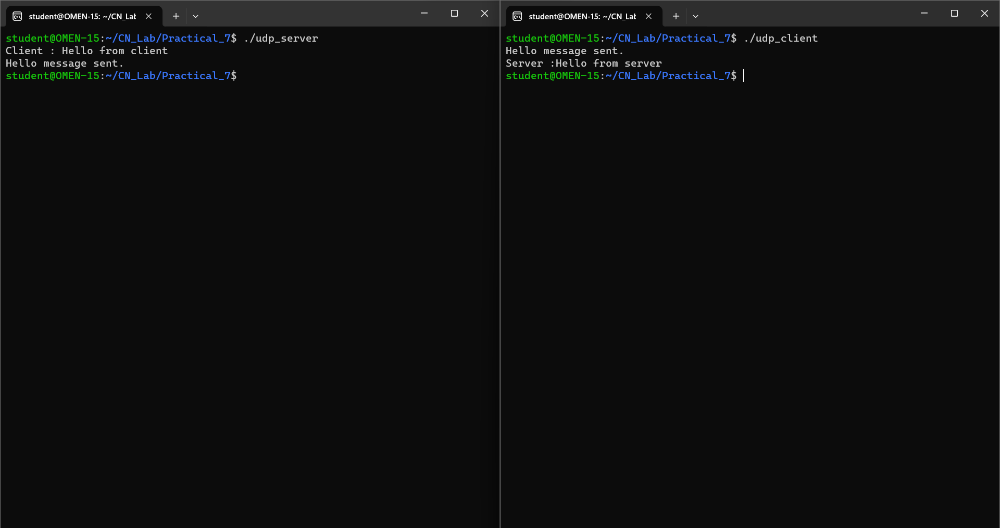 student@OMEN-15: ~/CN_Lab
student@OMEN-15:~/CN_Lab/Practical_7$ ./udp_server
Client : Hello from client
Hello message sent.
student@OMEN-15:~/CN_Lab/Practical_7$
student@OMEN-15: ~/CN_Lab
student@OMEN-15:~/CN_Lab/Practical_7$ ./udp_client
Hello message sent.
Server :Hello from server
student@OMEN-15:~/CN_Lab/Practical_7$